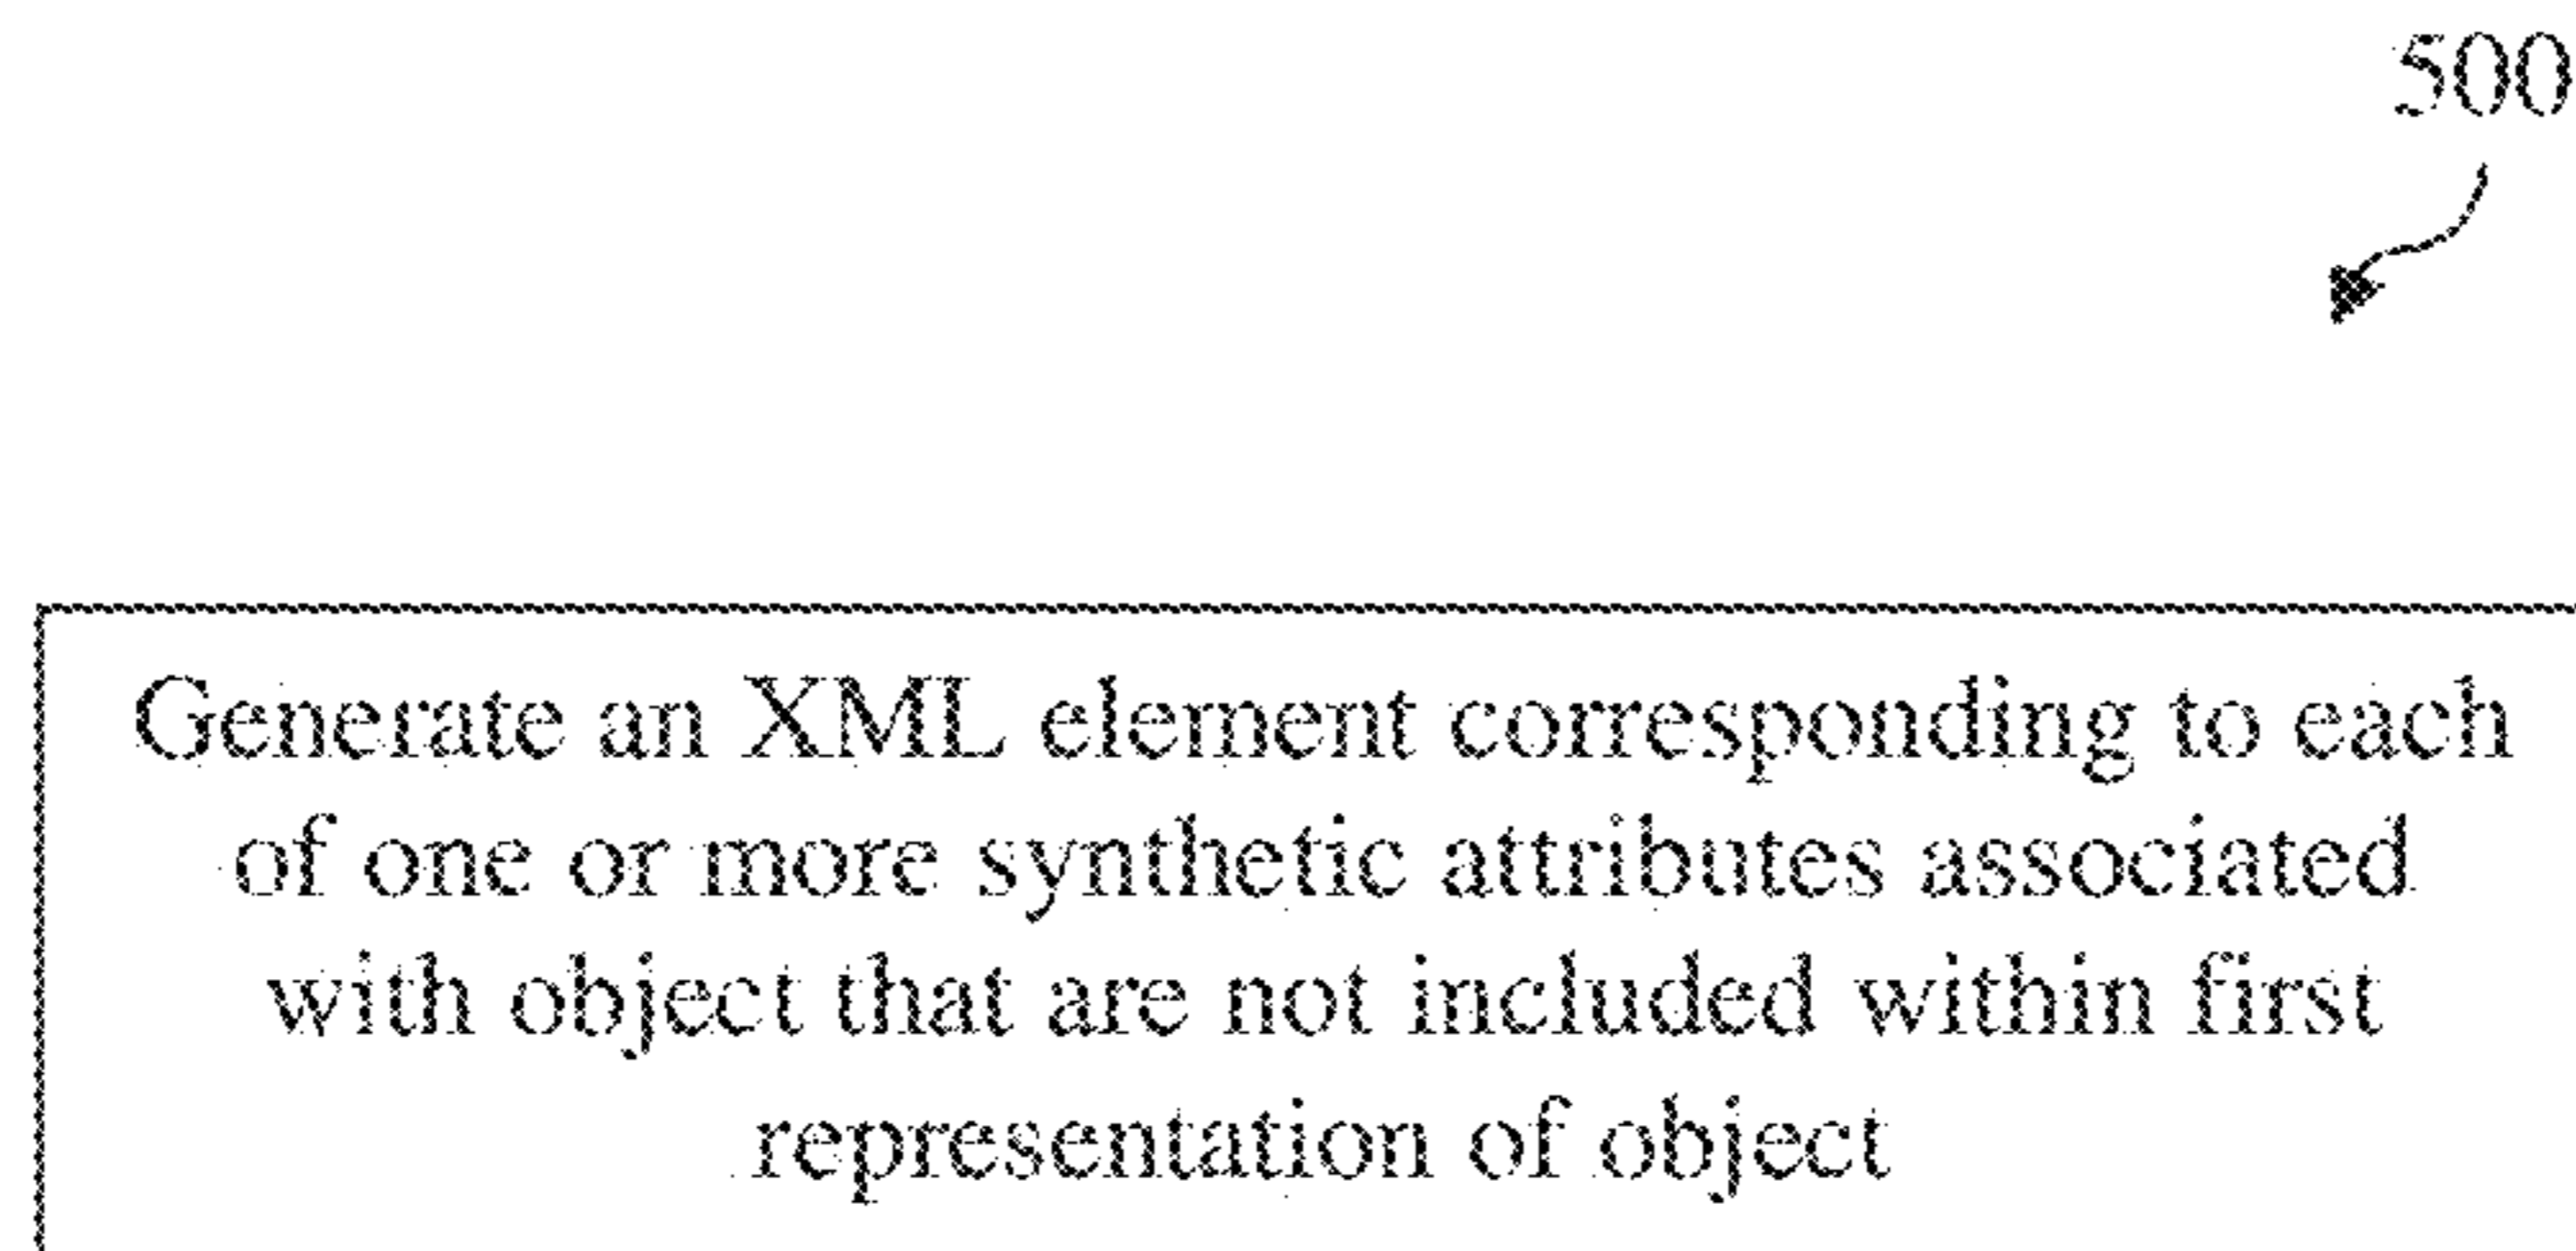 500
Generate an XML element corresponding to each
of one or more synthetic attributes associated
with object that are not included within first
representation of object